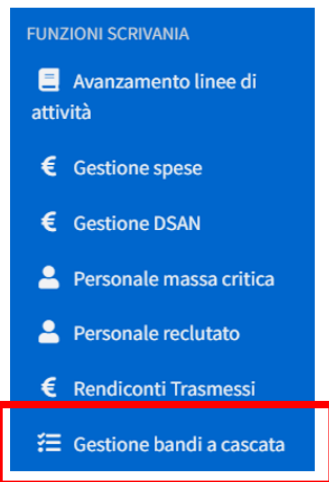 FUNZIONI SCRIVANIA
Avanzamento linee di
attività
€ Gestione spese
€ Gestione DSAN
Personale massa critica
Personale reclutato
€ Rendiconti Trasmessi
Gestione bandi a cascata